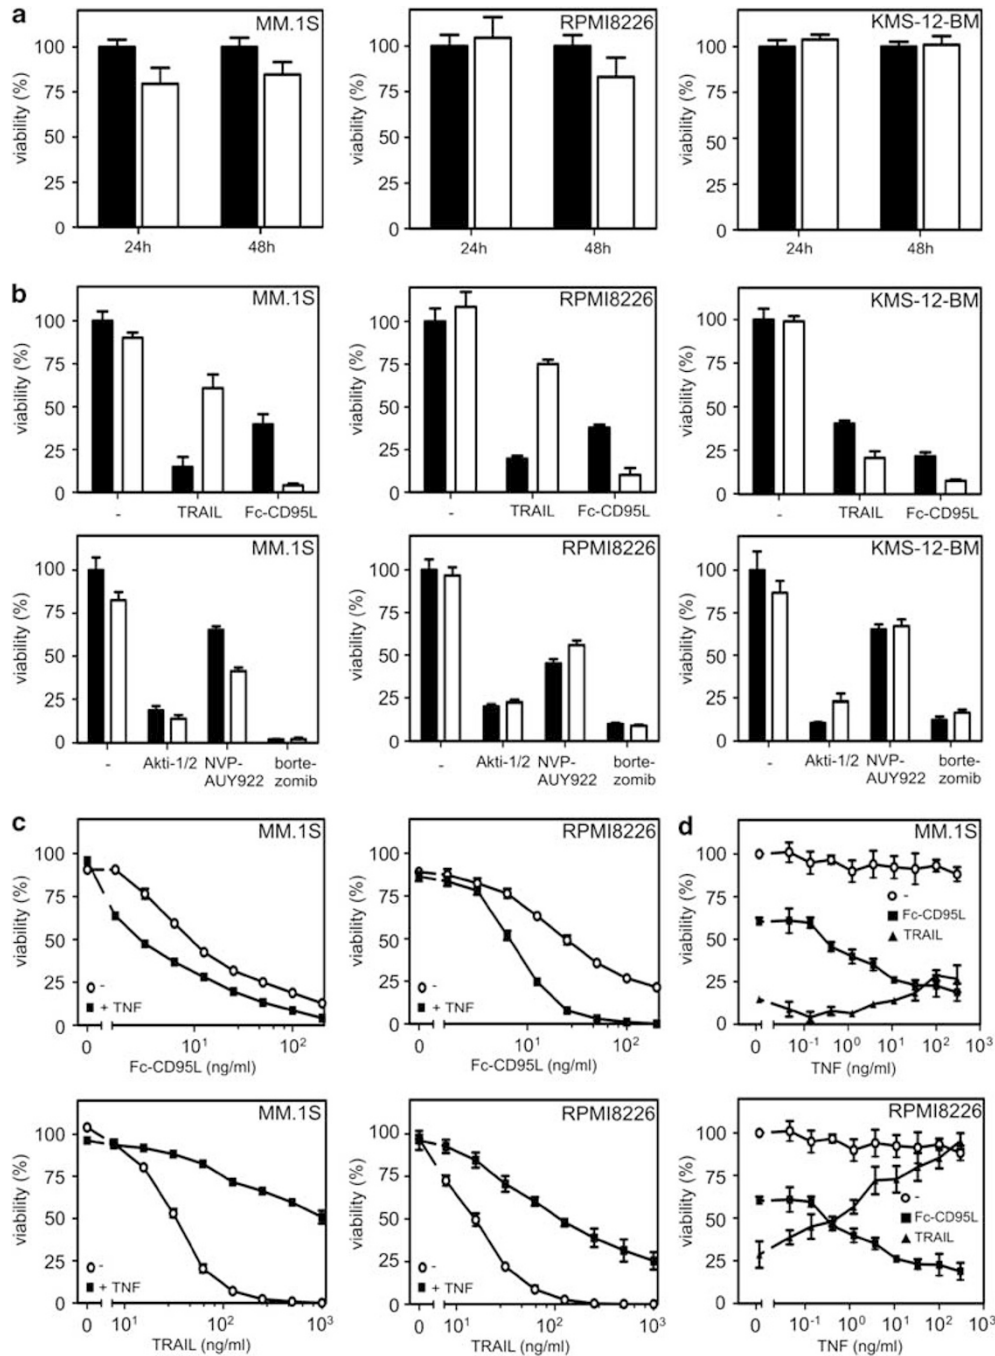 a
MM.1S
RPMI8226
KMS-12-BM
viability (%)
100
75
50
25
0
24h
48h
viability (%)
100
75
50
25
0
24h
48h
viability (%)
100
75
50
25
0
24h
48h
b
MM.1S
RPMI8226
KMS-12-BM
viability (%)
100
75
50
25
0
-
TRAIL
Fc-CD95L
viability (%)
100
75
50
25
0
-
TRAIL
Fc-CD95L
viability (%)
100
75
50
25
0
-
TRAIL
Fc-CD95L
MM.1S
RPMI8226
KMS-12-BM
viability (%)
100
75
50
25
0
-
Akti-1/2
NVP-
AUY922
borte-
zomib
viability (%)
100
75
50
25
0
-
Akti-1/2
NVP-
AUY922
borte-
zomib
viability (%)
100
75
50
25
0
-
Akti-1/2
NVP-
AUY922
borte-
zomib
c
MM.1S
viability (%)
100
75
50
25
0
-
+ TNF
0
10¹
10²
Fc-CD95L (ng/ml)
RPMI8226
viability (%)
100
75
50
25
0
-
+ TNF
0
10¹
10²
Fc-CD95L (ng/ml)
d
MM.1S
viability (%)
100
75
50
25
0
-
Fc-CD95L
TRAIL
0
10⁻¹
10⁰
10¹
10²
10³
TNF (ng/ml)
MM.1S
viability (%)
100
75
50
25
0
-
+ TNF
0
10¹
10²
10³
TRAIL (ng/ml)
RPMI8226
viability (%)
100
75
50
25
0
-
+ TNF
0
10¹
10²
10³
TRAIL (ng/ml)
RPMI8226
viability (%)
100
75
50
25
0
-
Fc-CD95L
TRAIL
0
10⁻¹
10⁰
10¹
10²
10³
TNF (ng/ml)